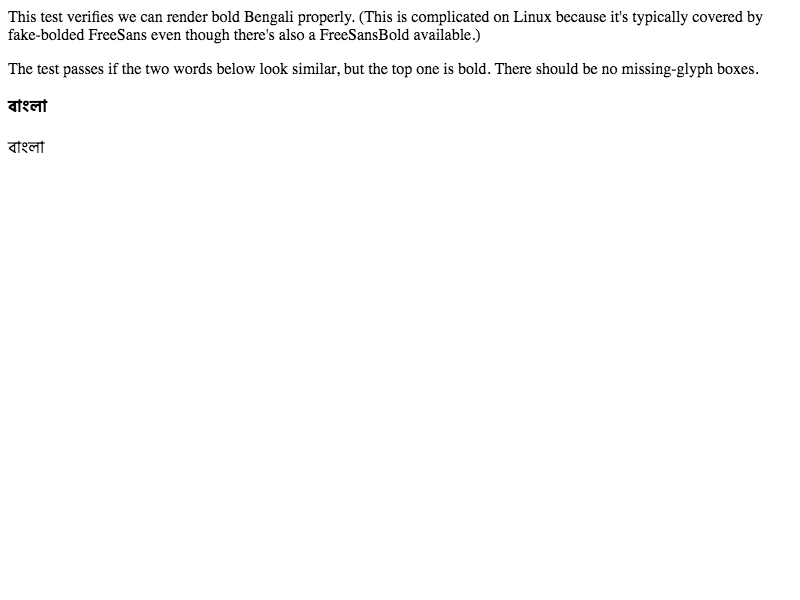 This test verifies we can render bold Bengali properly. (This is complicated on Linux because it's typically covered by
fake-bolded FreeSans even though there's also a FreeSansBold available.)
The test passes if the two words below look similar, but the top one is bold. There should be no missing-glyph boxes.
বাংলা
বাংলা